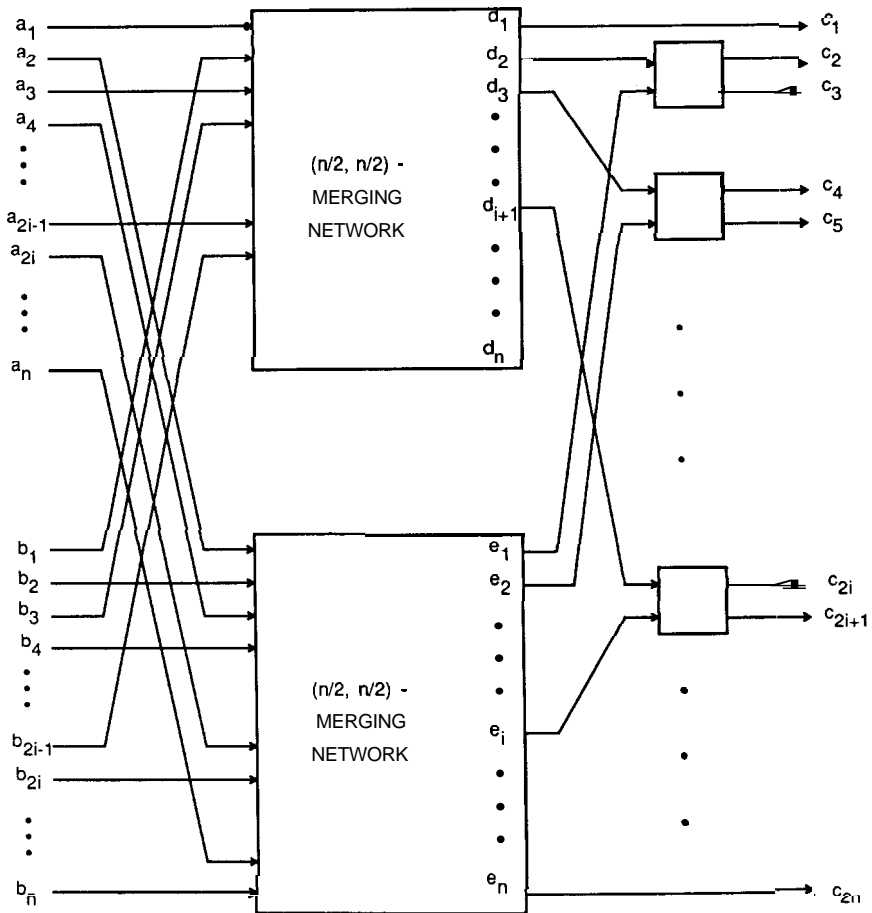 a1
a2
a3
a4
a2i-1
a2i
an
b1
b2
b3
b4
b2i-1
b2i
bn
(n/2, n/2) -
MERGING
NETWORK
d1
d2
d3
di+1
dn
(n/2, n/2) -
MERGING
NETWORK
e1
e2
ei
en
c1
c2
c3
c4
c5
c2i
c2i+1
c2n